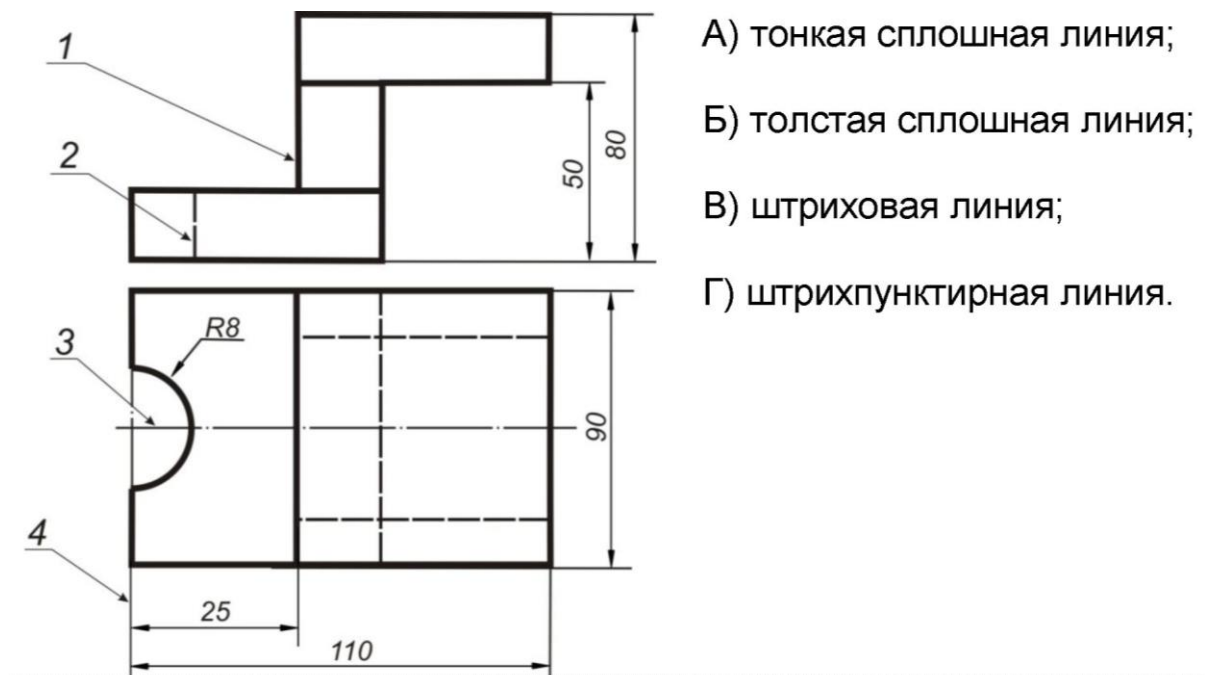 1
2
50
80
R8
3
90
4
25
110
А) тонкая сплошная линия;
Б) толстая сплошная линия;
В) штриховая линия;
Г) штрихпунктирная линия.